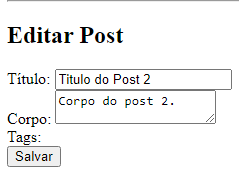 Editar Post
Título: Titulo do Post 2
Corpo: Corpo do post 2.
Tags:
Salvar